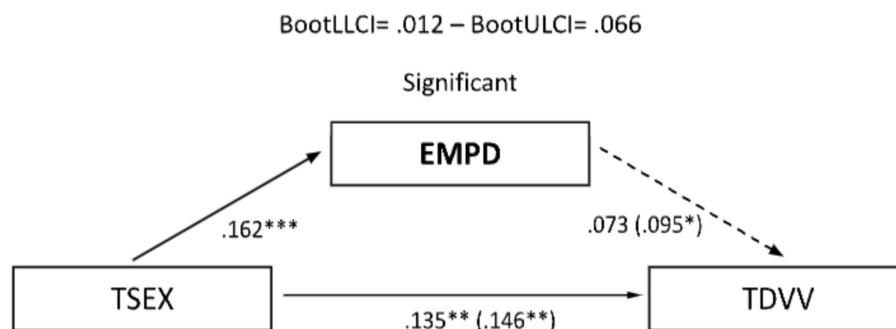 BootLLCI= .012 – BootULCI= .066
Significant
EMPD
.162***
.073 (.095*)
TSEX
TDVV
.135** (.146**)